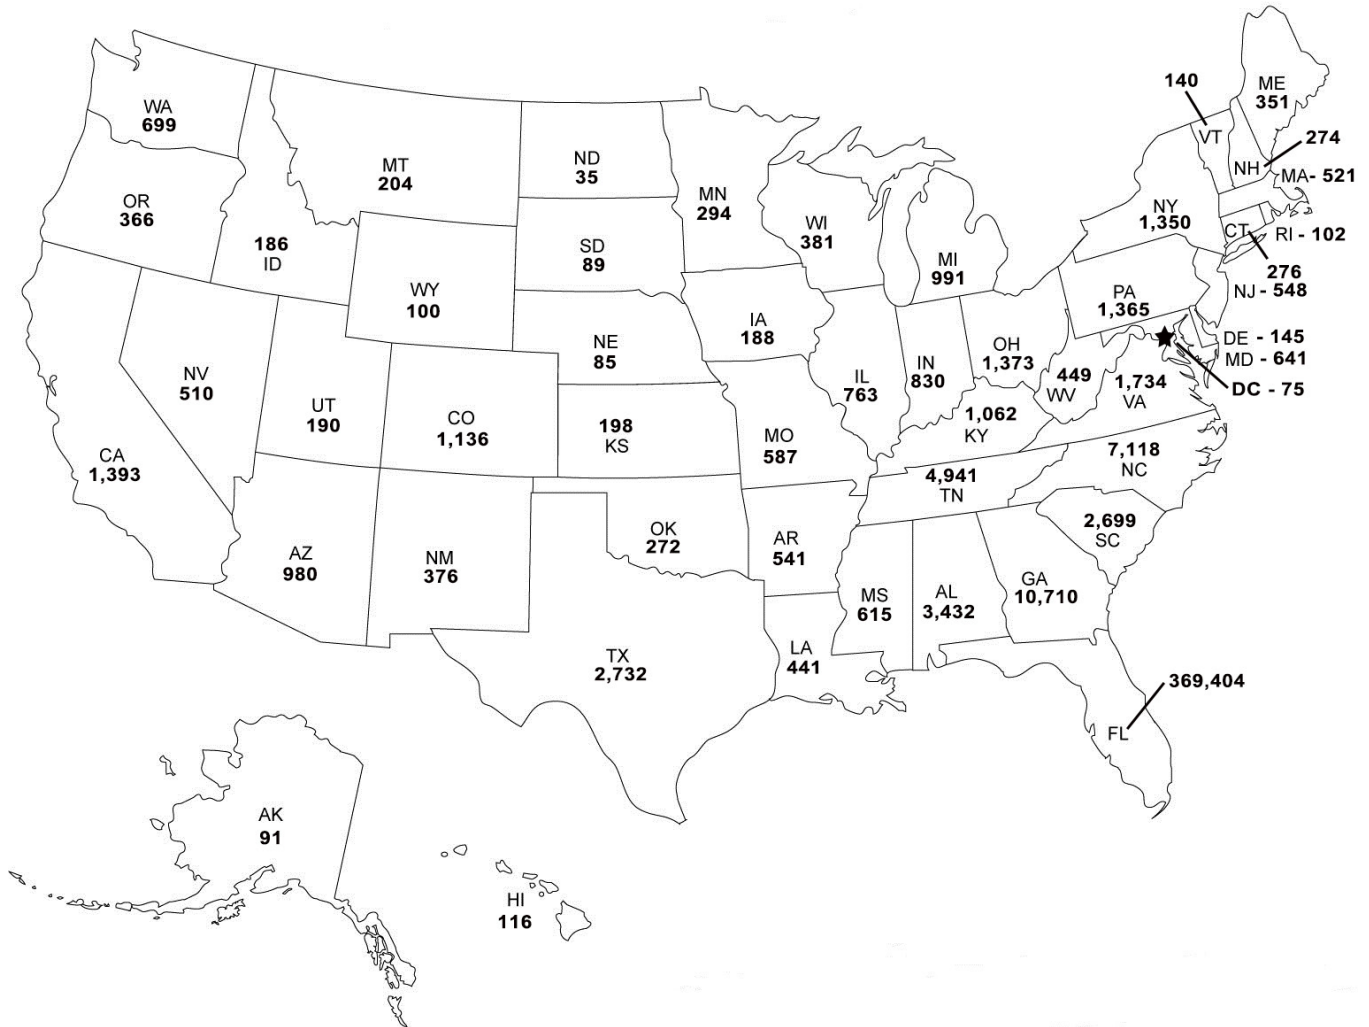 WA
699
OR
366
CA
1,393
NV
510
186
ID
MT
204
WY
100
UT
190
CO
1,136
AZ
980
NM
376
ND
35
SD
89
NE
85
198
KS
OK
272
TX
2,732
MN
294
IA
188
MO
587
AR
541
LA
441
WI
381
IL
763
MI
991
IN
830
OH
1,373
1,062
KY
4,941
TN
MS
615
AL
3,432
GA
10,710
369,404
FL
2,699
SC
7,118
NC
1,734
VA
449
WV
PA
1,365
NY
1,350
140
VT
ME
351
274
NH
MA- 521
CT
RI - 102
276
NJ - 548
DE - 145
MD - 641
DC - 75
AK
91
HI
116